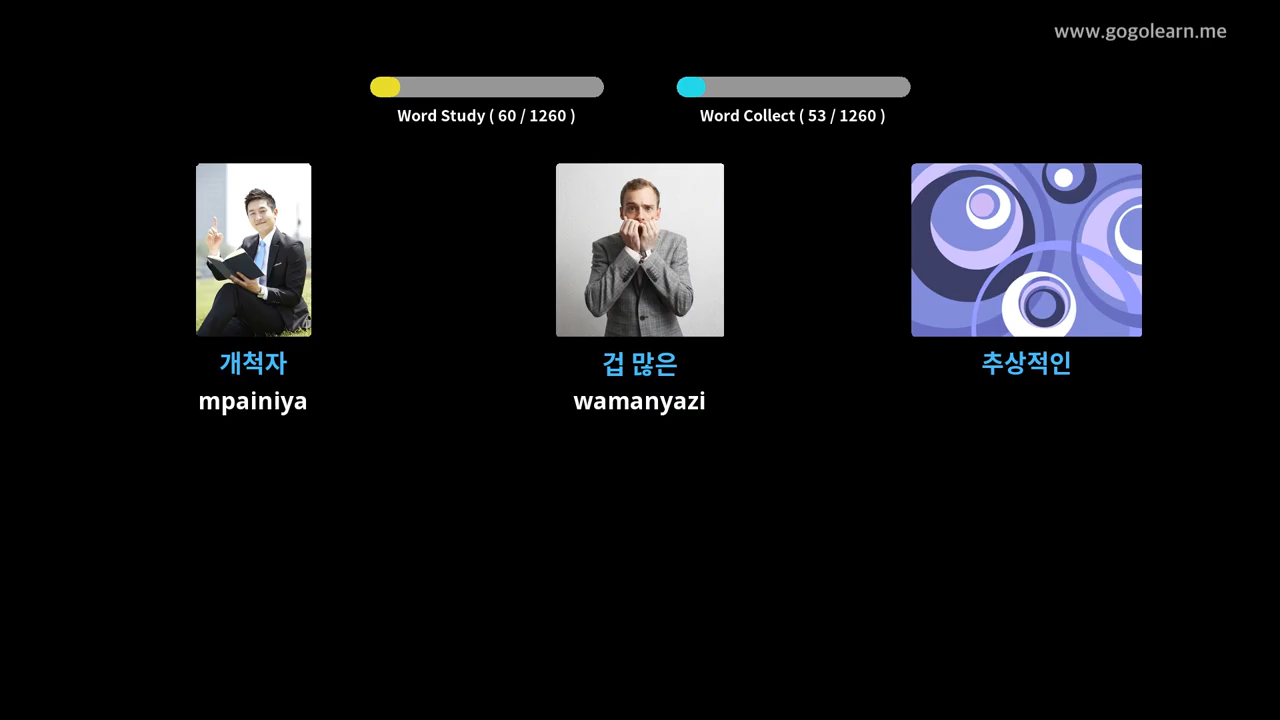 www.gogolearn.me
Word Study ( 60 / 1260 )
Word Collect ( 53 / 1260 )
개척자
겁 많은
추상적인
mpainiya
wamanyazi